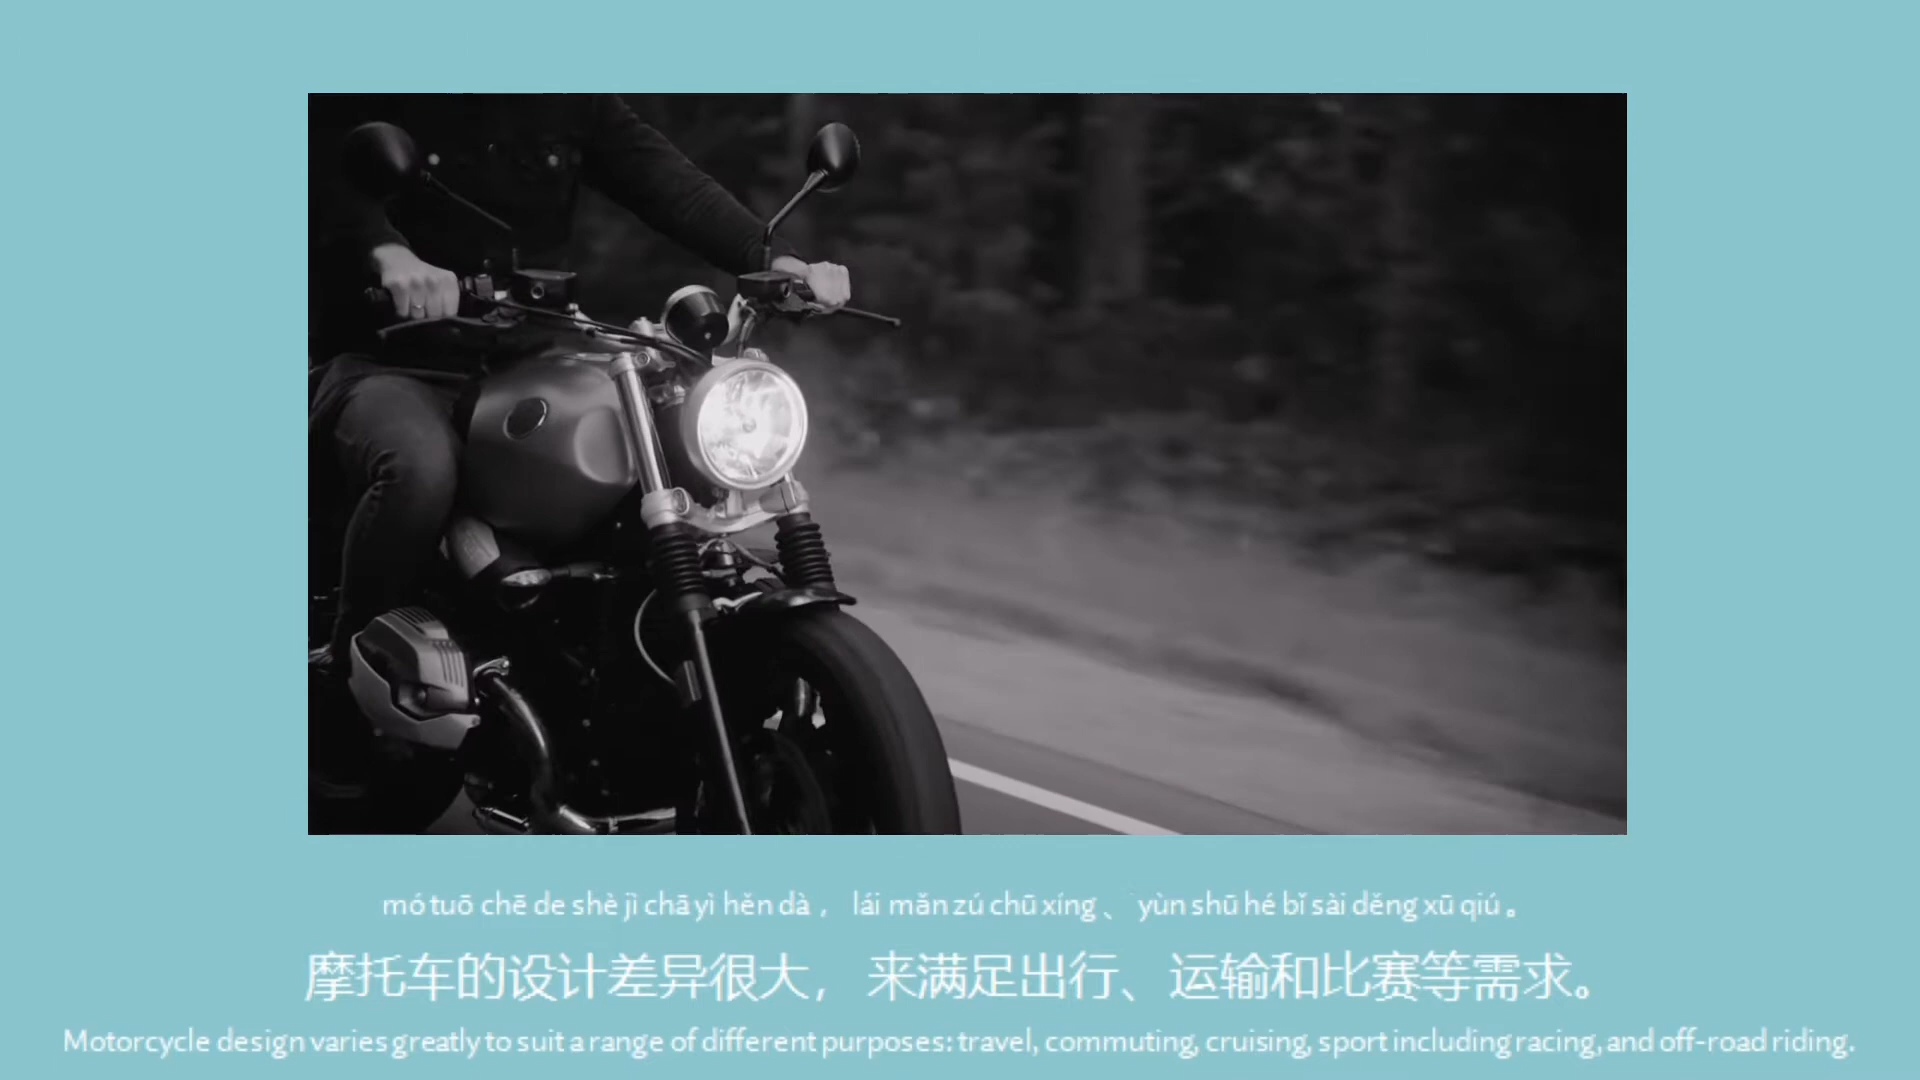 mó tuō chē de shè jì chā yì hěn dà ， lái mǎn zú chū xíng 、 yùn shū hé bǐ sài děng xū qiú 。
摩托车的设计差异很大， 来满足出行、运输和比赛等需求。
Motorcycle design varies greatly to suit a range of different purposes: travel, commuting, cruising, sport including racing, and off-road riding.